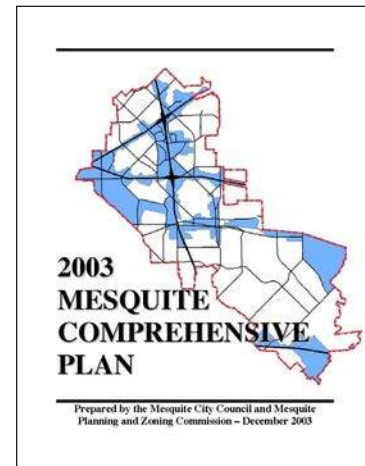 2003
MESQUITE
COMPREHENSIVE
PLAN
Prepared by the Mesquite City Council and Mesquite
Planning and Zoning Commission – December 2003